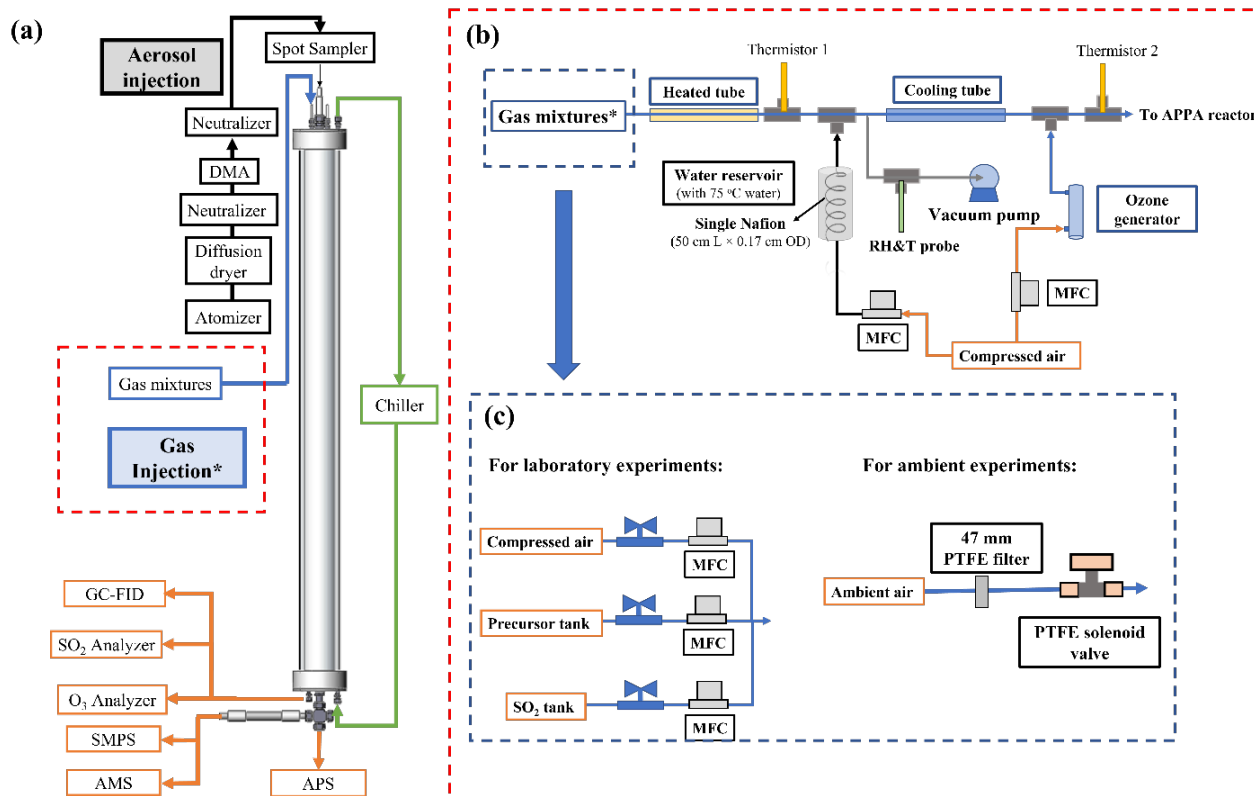 (a)
Aerosol
injection
Spot Sampler
Neutralizer
DMA
Neutralizer
Diffusion
dryer
Atomizer
Gas mixtures
Gas
Injection*
Chiller
GC-FID
SO₂ Analyzer
O₃ Analyzer
SMPS
AMS
APS
(b)
Thermistor 1
Thermistor 2
Gas mixtures*
Heated tube
Cooling tube
To APPA reactor
Water reservoir
(with 75 °C water)
Single Nafion
(50 cm L × 0.17 cm OD)
RH&T probe
Vacuum pump
Ozone
generator
MFC
MFC
Compressed air
(c)
For laboratory experiments:
Compressed air
MFC
Precursor tank
MFC
SO₂ tank
MFC
For ambient experiments:
47 mm
PTFE filter
Ambient air
PTFE solenoid
valve